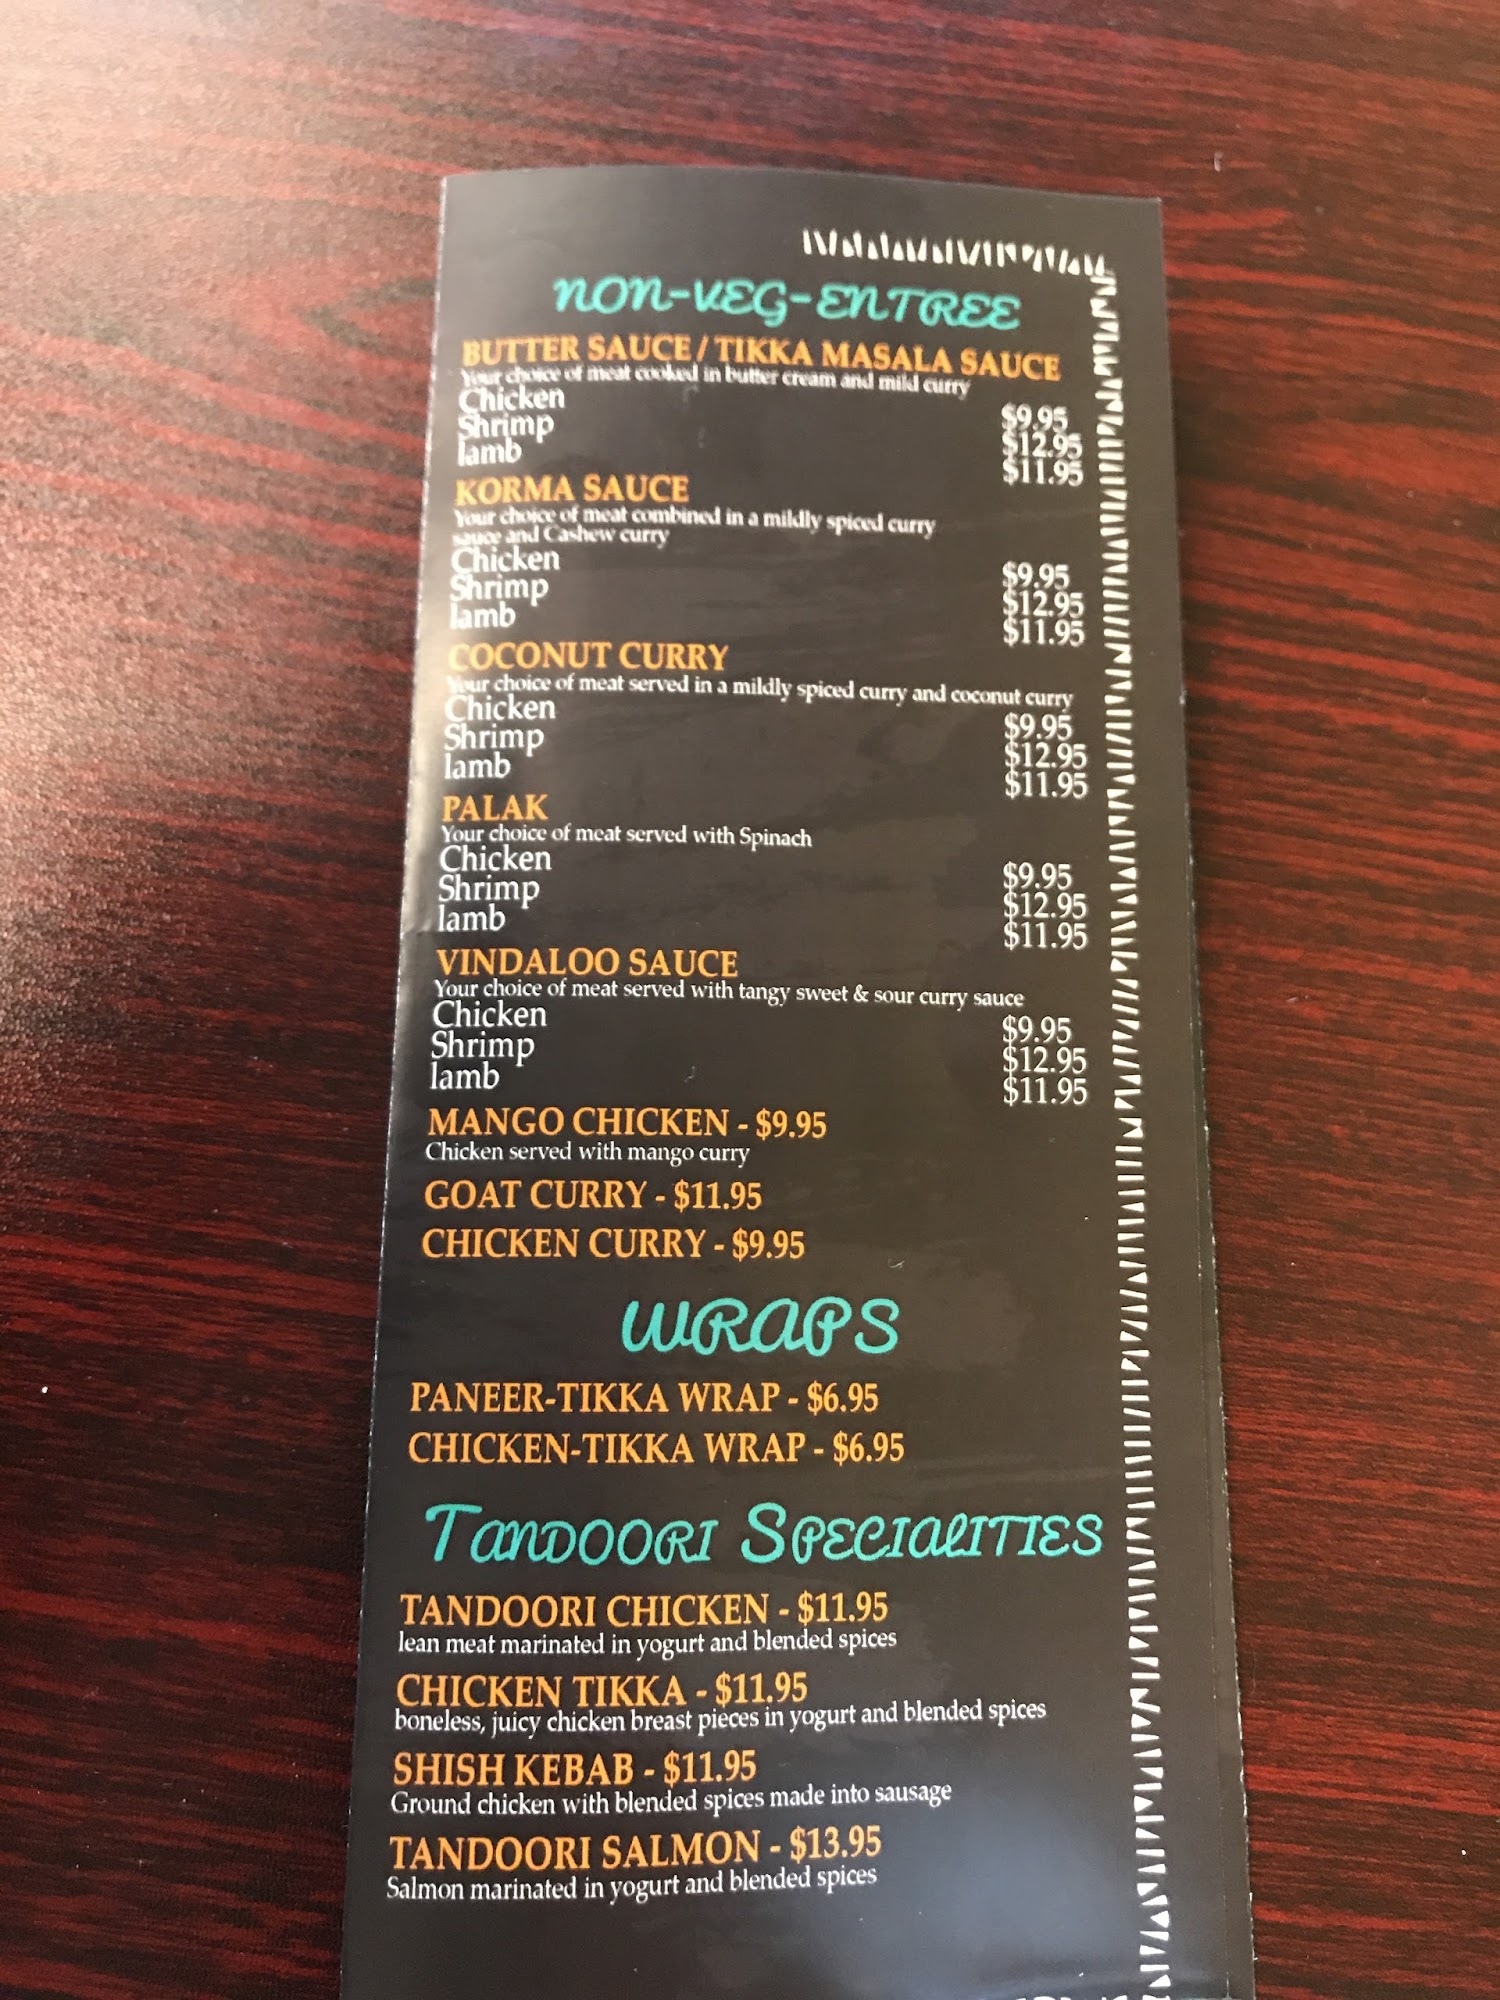 NON-VEG-ENTREE
BUTTER SAUCE / TIKKA MASALA SAUCE
Your choice of meat cooked in butter cream and mild curry
Chicken $9.95
Shrimp $12.95
lamb $11.95
KORMA SAUCE
Your choice of meat combined in a mildly spiced curry
sauce and Cashew curry
Chicken $9.95
Shrimp $12.95
lamb $11.95
COCONUT CURRY
Your choice of meat served in a mildly spiced curry and coconut curry
Chicken $9.95
Shrimp $12.95
lamb $11.95
PALAK
Your choice of meat served with Spinach
Chicken $9.95
Shrimp $12.95
lamb $11.95
VINDALOO SAUCE
Your choice of meat served with tangy sweet & sour curry sauce
Chicken $9.95
Shrimp $12.95
lamb $11.95
MANGO CHICKEN - $9.95
Chicken served with mango curry
GOAT CURRY - $11.95
CHICKEN CURRY - $9.95
WRAPS
PANEER-TIKKA WRAP - $6.95
CHICKEN-TIKKA WRAP - $6.95
TANDOORI SPECIALITIES
TANDOORI CHICKEN - $11.95
lean meat marinated in yogurt and blended spices
CHICKEN TIKKA - $11.95
boneless, juicy chicken breast pieces in yogurt and blended spices
SHISH KEBAB - $11.95
Ground chicken with blended spices made into sausage
TANDOORI SALMON - $13.95
Salmon marinated in yogurt and blended spices